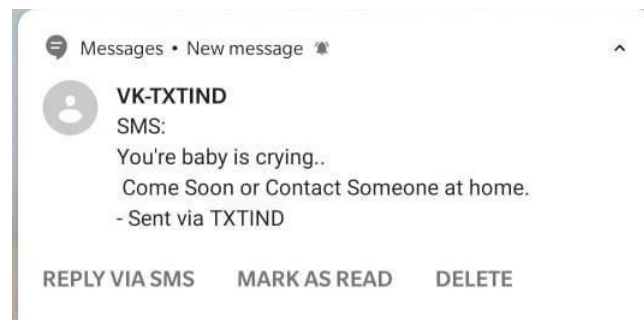 Messages • New message
VK-TXTIND
SMS:
You're baby is crying..
Come Soon or Contact Someone at home.
- Sent via TXTIND
REPLY VIA SMS MARK AS READ DELETE